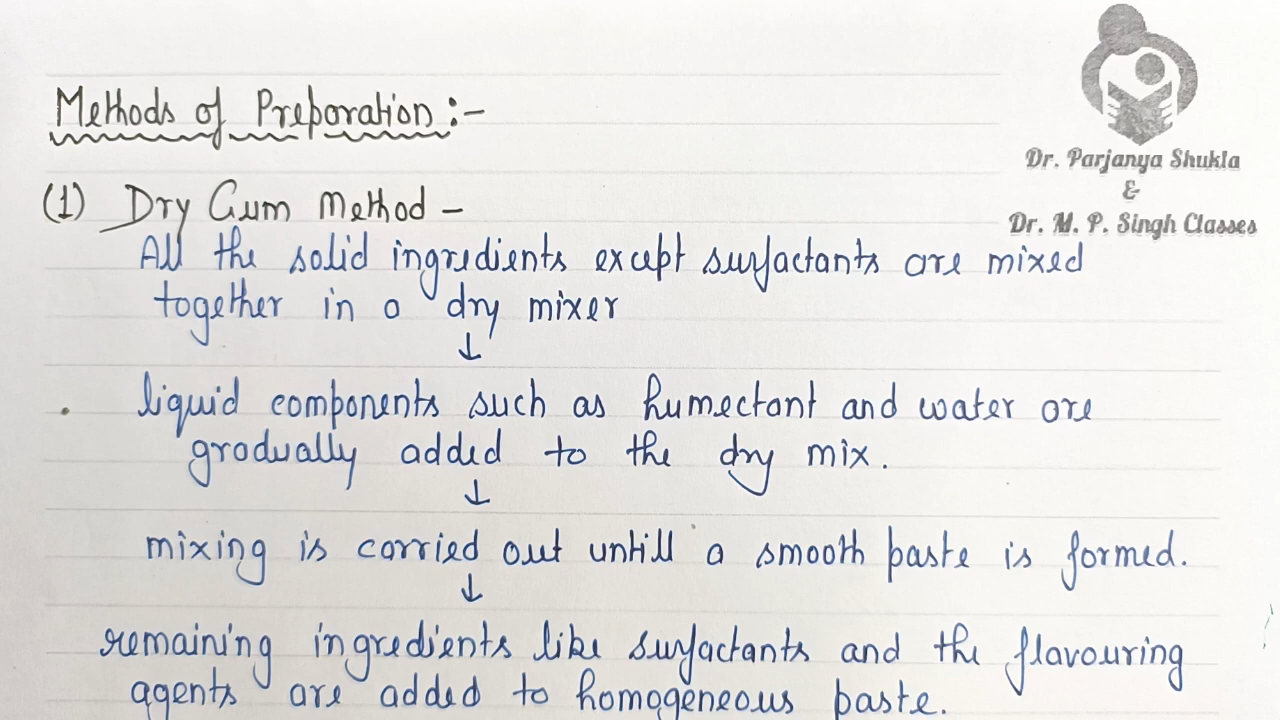 Methods of Preparation :-
Dr. Parjanya Shukla
&
Dr. M. P. Singh Classes
(1) Dry Gum Method -
All the solid ingredients except surfactants are mixed
together in a dry mixer
↓
liquid components such as humectant and water are
gradually added to the dry mix.
↓
mixing is carried out untill a smooth paste is formed.
↓
remaining ingredients like surfactants and the flavouring
agents are added to homogeneous paste.